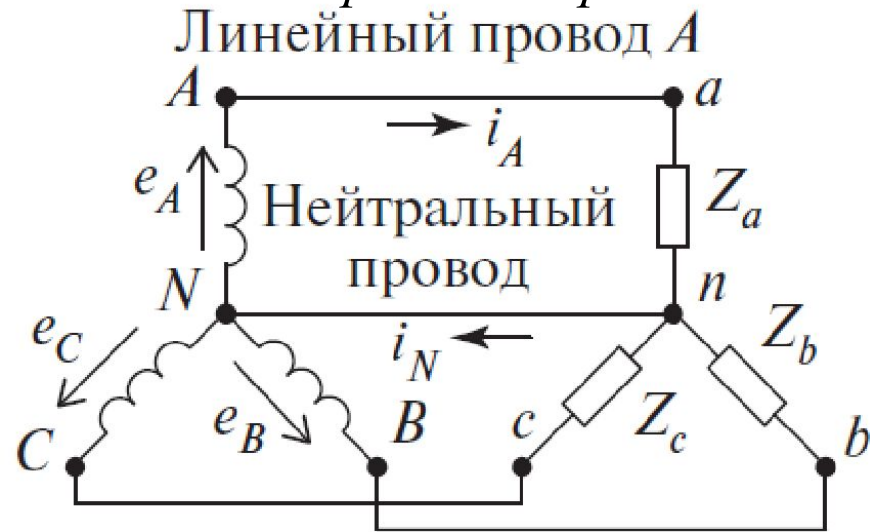 Линейный провод A
A a
i_A
e_A Нейтральный Z_a
провод
N n
e_C i_N Z_b
e_B B c Z_c
C b